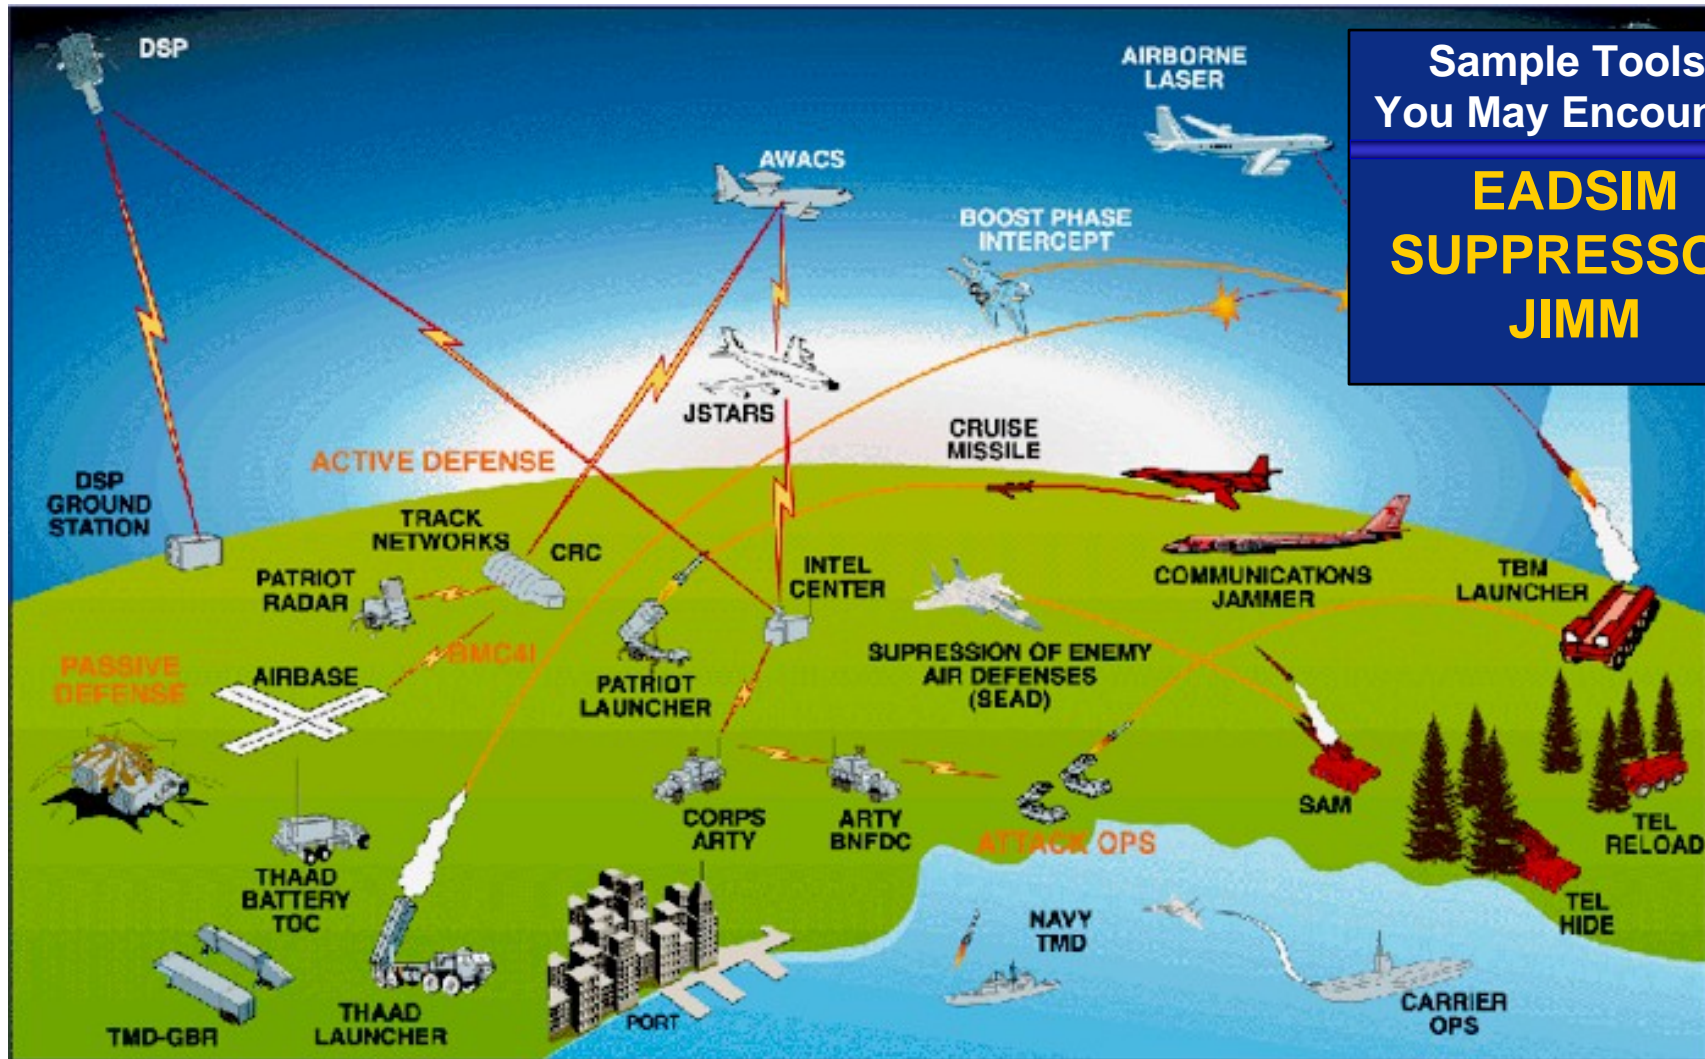 DSP
AIRBORNE
LASER
Sample Tools
You May Encoun
EADSIM
SUPPRESSO
JIMM
AWACS
BOOST PHASE
INTERCEPT
JSTARS
CRUISE
MISSILE
ACTIVE DEFENSE
DSP
GROUND
STATION
TRACK
NETWORKS
CRC
PATRIOT
RADAR
INTEL
CENTER
COMMUNICATIONS
JAMMER
TBM
LAUNCHER
PASSIVE
DEFENSE
AIRBASE
BMC4I
PATRIOT
LAUNCHER
SUPRESSION OF ENEMY
AIR DEFENSES
(SEAD)
SAM
CORPS
ARTY
ARTY
BNFDC
ATTACK OPS
TEL
RELOAD
THAAD
BATTERY
TOC
TEL
HIDE
NAVY
TMD
TMD-GBR
THAAD
LAUNCHER
PORT
CARRIER
OPS